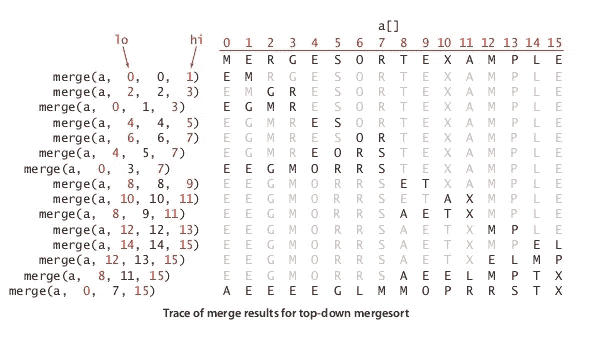 a[]
lo hi 0 1 2 3 4 5 6 7 8 9 10 11 12 13 14 15
M E R G E S O R T E X A M P L E
merge(a, 0, 0, 1) E M R G E S O R T E X A M P L E
merge(a, 2, 2, 3) E M G R E S O R T E X A M P L E
merge(a, 0, 1, 3) E G M R E S O R T E X A M P L E
merge(a, 4, 4, 5) E G M R E S O R T E X A M P L E
merge(a, 6, 6, 7) E G M R E S O R T E X A M P L E
merge(a, 4, 5, 7) E G M R E O R S T E X A M P L E
merge(a, 0, 3, 7) E E G M O R R S T E X A M P L E
merge(a, 8, 8, 9) E E G M O R R S E T X A M P L E
merge(a, 10, 10, 11) E E G M O R R S E T A X M P L E
merge(a, 8, 9, 11) E E G M O R R S A E T X M P L E
merge(a, 12, 12, 13) E E G M O R R S A E T X M P L E
merge(a, 14, 14, 15) E E G M O R R S A E T X M P E L
merge(a, 12, 13, 15) E E G M O R R S A E T X E L M P
merge(a, 8, 11, 15) E E G M O R R S A E E L M P T X
merge(a, 0, 7, 15) A E E E E G L M M O P R R S T X
Trace of merge results for top-down mergesort